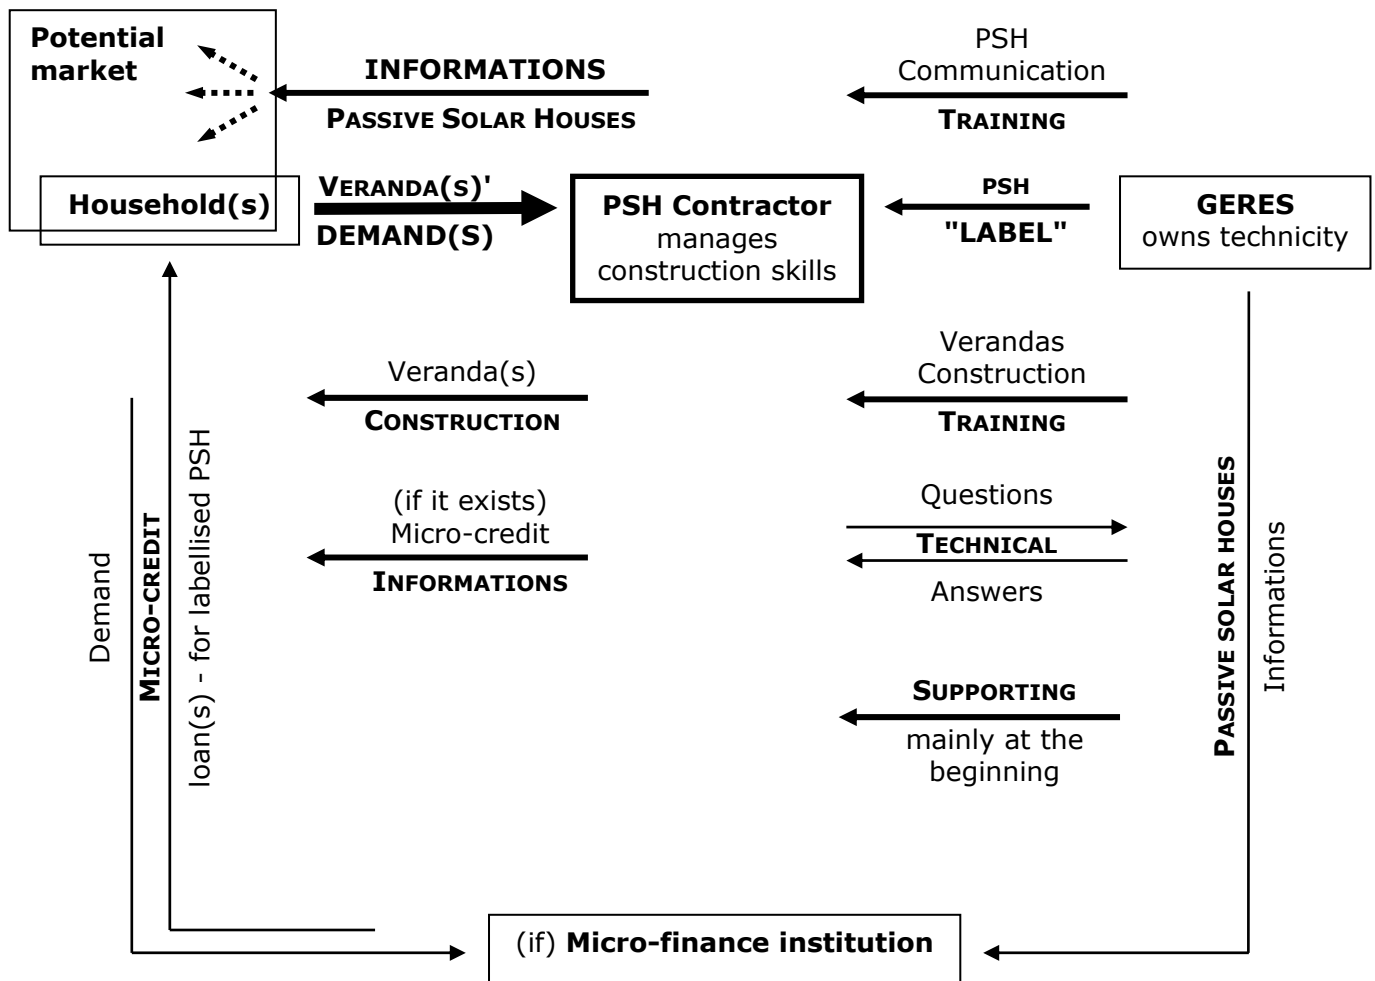 Potential
market
INFORMATIONS
PASSIVE SOLAR HOUSES
PSH
Communication
TRAINING
Household(s)
VERANDA(S)'
DEMAND(S)
PSH Contractor
manages
construction skills
PSH
"LABEL"
GERES
owns technicity
Veranda(s)
CONSTRUCTION
Verandas
Construction
TRAINING
(if it exists)
Micro-credit
INFORMATIONS
Questions
TECHNICAL
Answers
SUPPORTING
mainly at the
beginning
Demand
MICRO-CREDIT
loan(s) - for labellised PSH
PASSIVE SOLAR HOUSES
Informations
(if) Micro-finance institution